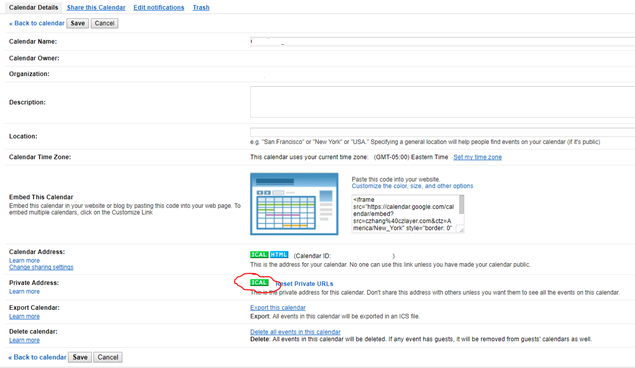 Calendar Details Share this Calendar Edit notifications Trash
« Back to calendar Save Cancel
Calendar Name:
Calendar Owner:
Organization:
Description:
Location:
e.g. "San Francisco" or "New York" or "USA." Specifying a general location will help people find events on your calendar (if it's public)
Calendar Time Zone: This calendar uses your current time zone: (GMT-05:00) Eastern Time Set my time zone
Embed This Calendar
Embed this calendar in your website or blog by pasting this code into your web page. To
embed multiple calendars, click on the Customize Link
Paste this code into your website.
Customize the color, size, and other options
<iframe
src="https://calendar.google.com/cal
endar/embed?
src=czhang%40czlayer.com&ctz=A
merica/New_York" style="border: 0"
Calendar Address: ICAL HTML (Calendar ID: )
Learn more This is the address for your calendar. No one can use this link unless you have made your calendar public.
Change sharing settings
Private Address: ICAL Reset Private URLs
Learn more This is the private address for this calendar. Don't share this address with others unless you want them to see all the events on this calendar.
Export Calendar: Export this calendar
Learn more Export: All events in this calendar will be exported in an ICS file.
Delete calendar: Delete all events in this calendar
Learn more Delete: All events in this calendar will be deleted. If any event has guests, it will be removed from guests' calendars as well.
« Back to calendar Save Cancel